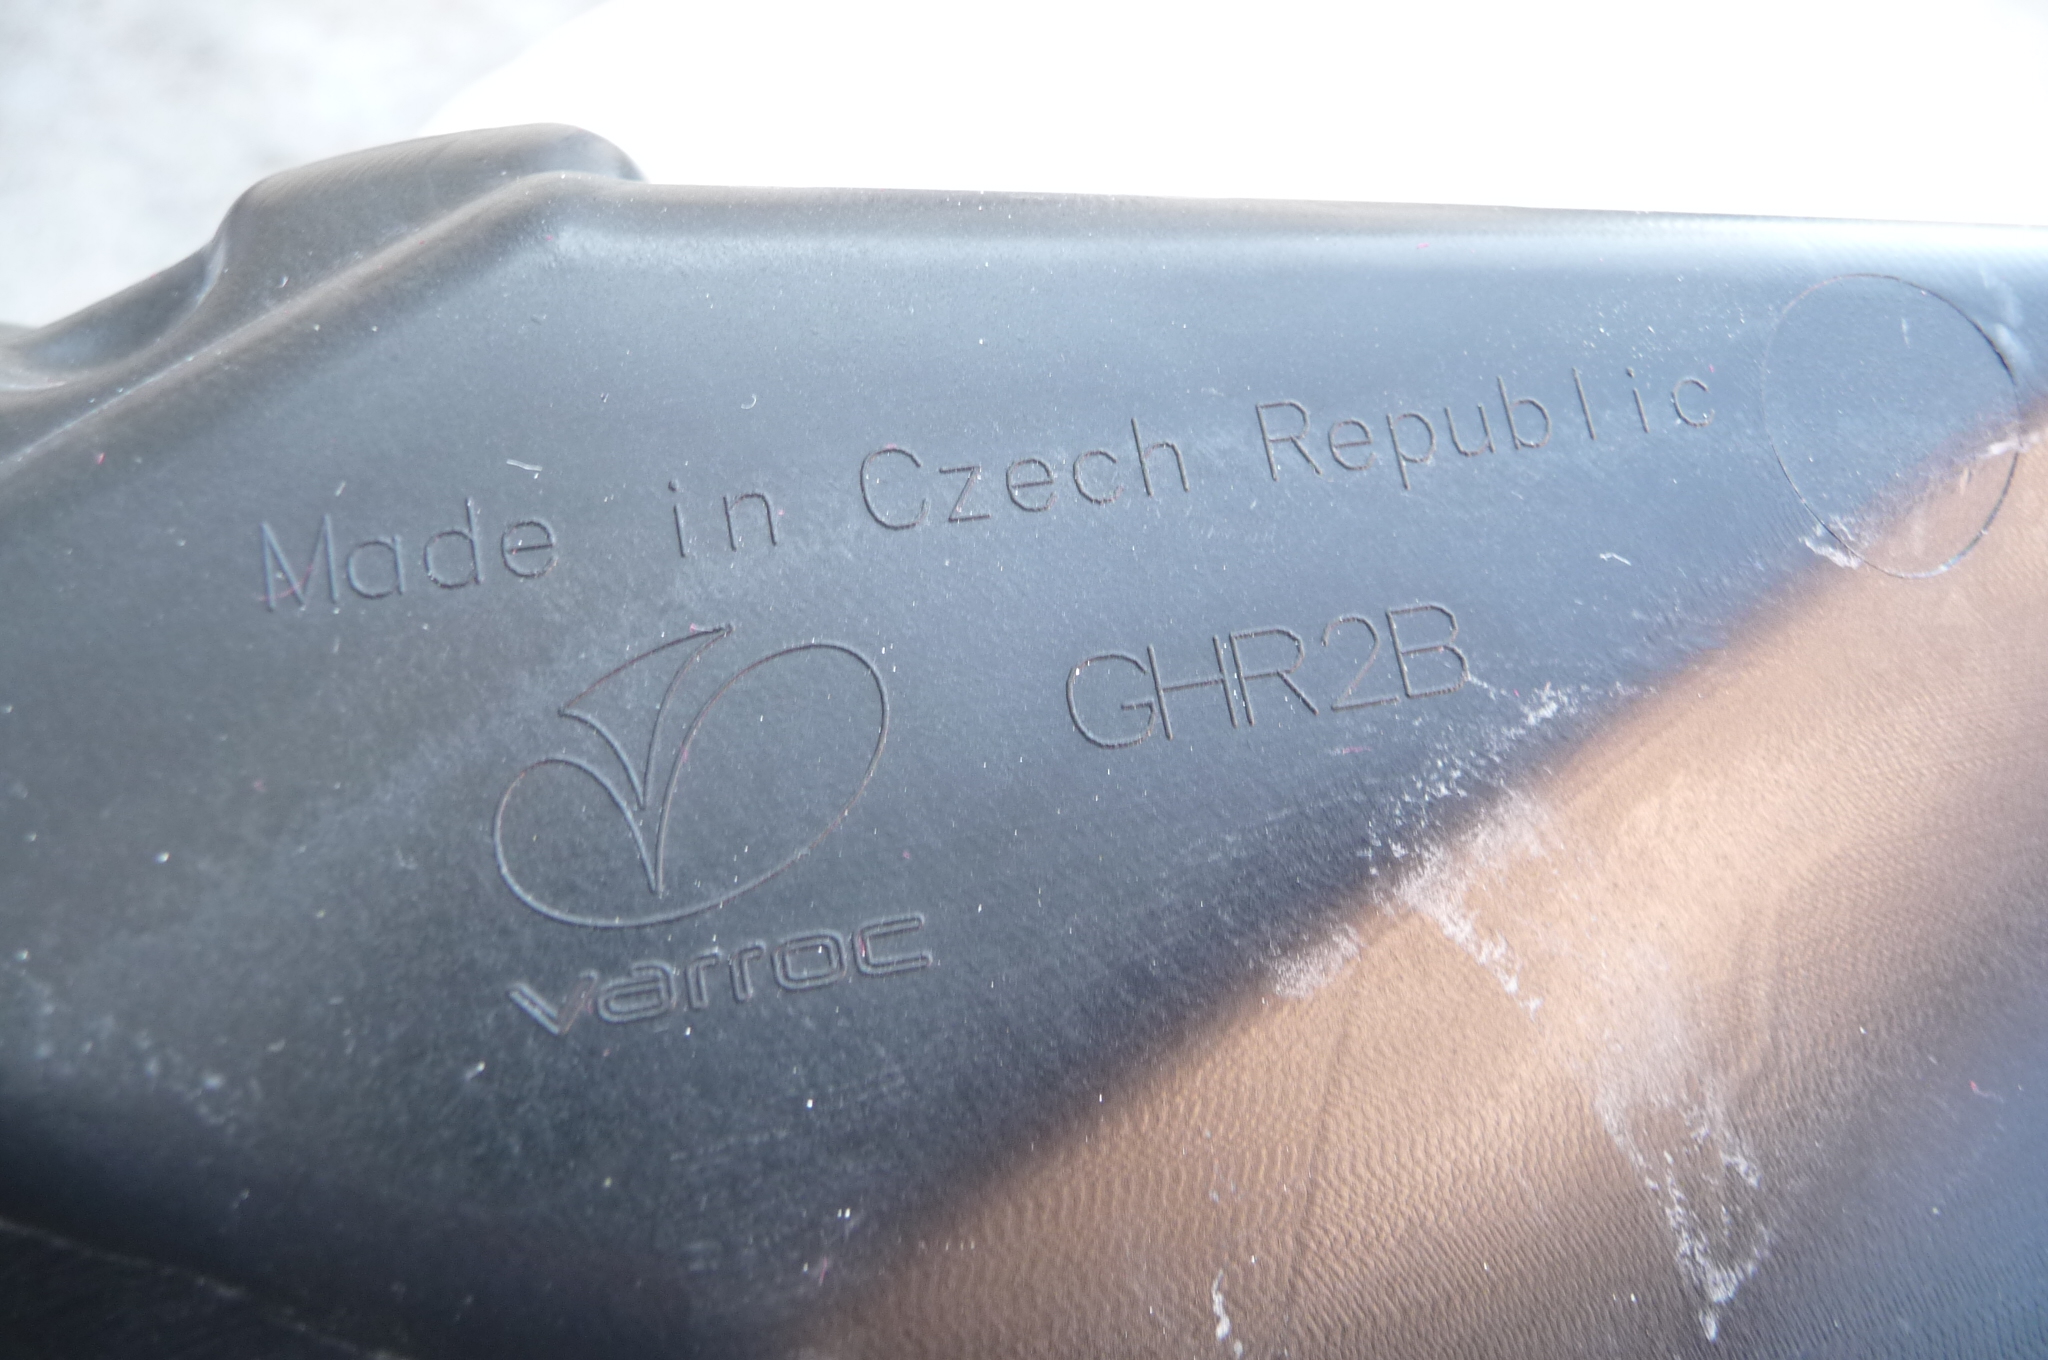 Made in Czech Republic
GHR2B
varroc